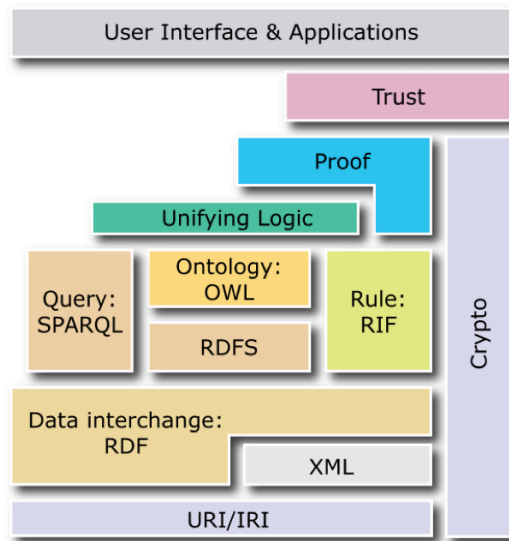 User Interface & Applications
Trust
Proof
Unifying Logic
Query:
SPARQL
Ontology:
OWL
RDFS
Rule:
RIF
Crypto
Data interchange:
RDF
XML
URI/IRI